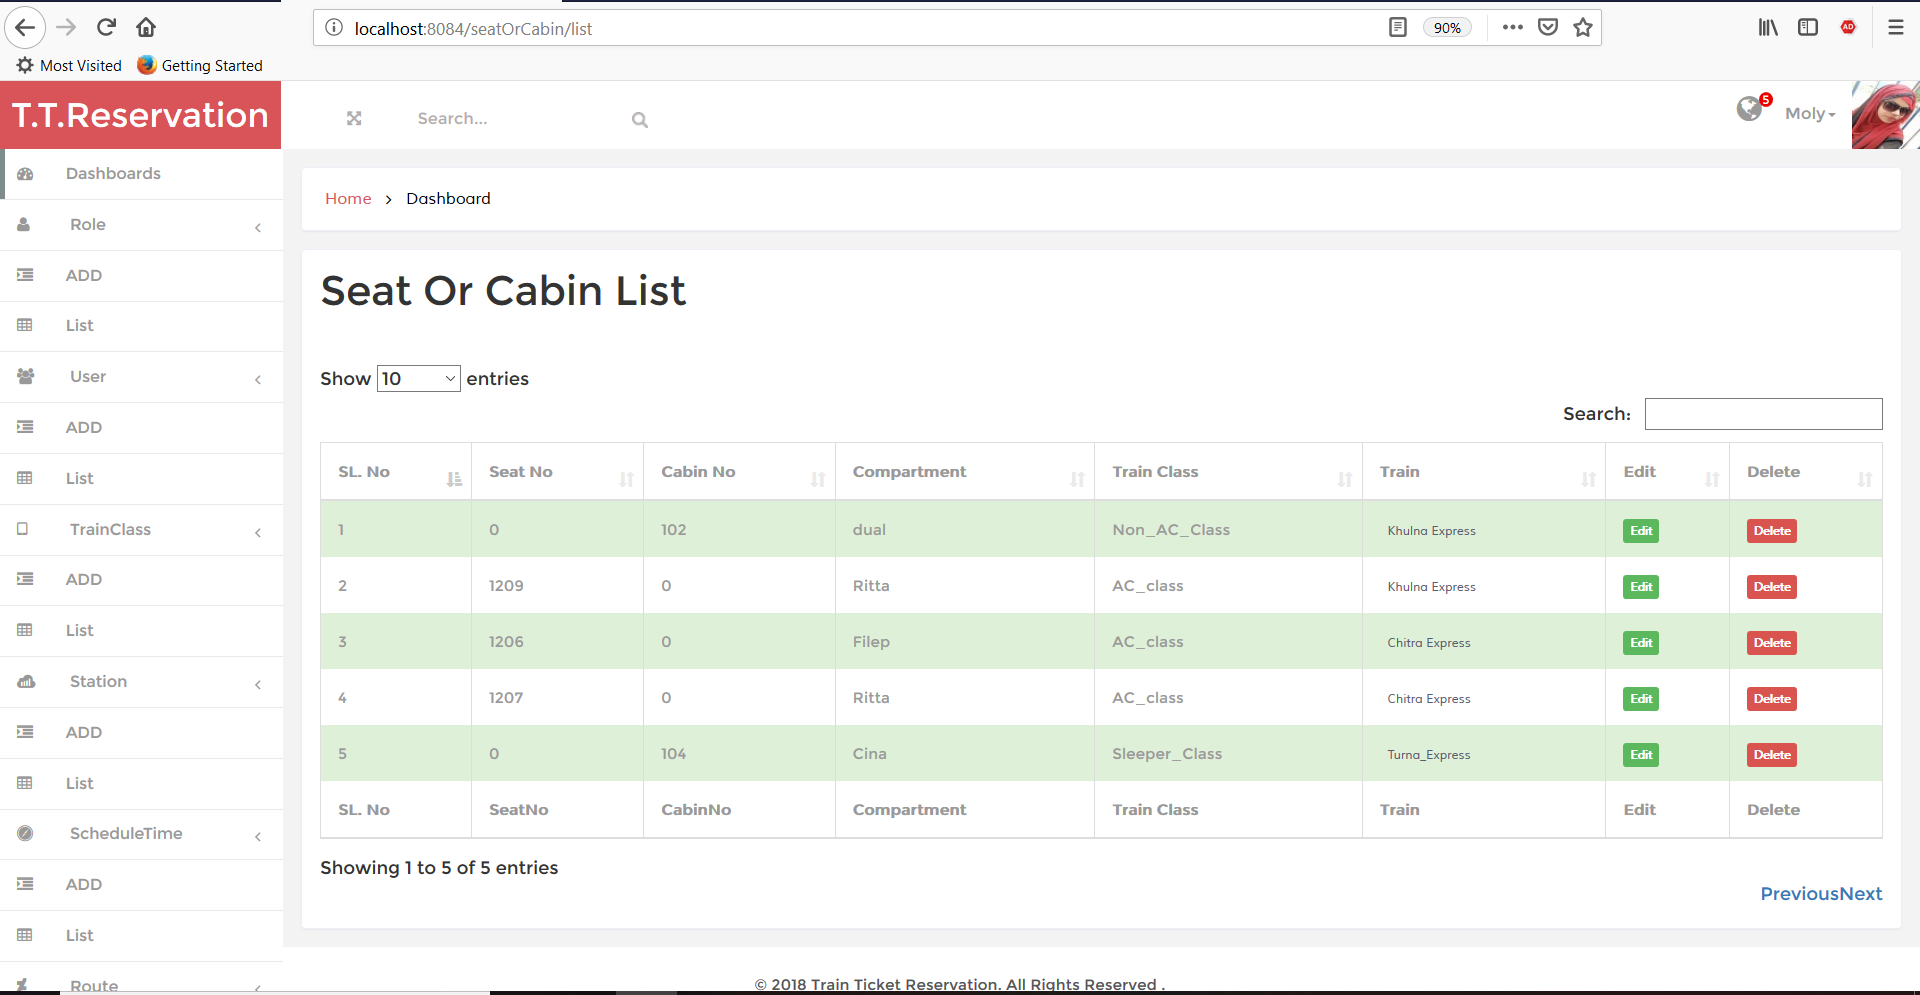 localhost:8084/seatOrCabin/list
90%
Most Visited
Getting Started
T.T.Reservation
Search...
5
Moly
Dashboards
Role
ADD
List
User
ADD
List
TrainClass
ADD
List
Station
ADD
List
ScheduleTime
ADD
List
Route
Home > Dashboard
Seat Or Cabin List
Show 10 entries
Search:
SL. No Seat No Cabin No Compartment Train Class Train Edit Delete
1 0 102 dual Non_AC_Class Khulna Express Edit Delete
2 1209 0 Ritta AC_class Khulna Express Edit Delete
3 1206 0 Filep AC_class Chitra Express Edit Delete
4 1207 0 Ritta AC_class Chitra Express Edit Delete
5 0 104 Cina Sleeper_Class Turna_Express Edit Delete
SL. No SeatNo CabinNo Compartment Train Class Train Edit Delete
Showing 1 to 5 of 5 entries
PreviousNext
© 2018 Train Ticket Reservation. All Rights Reserved .